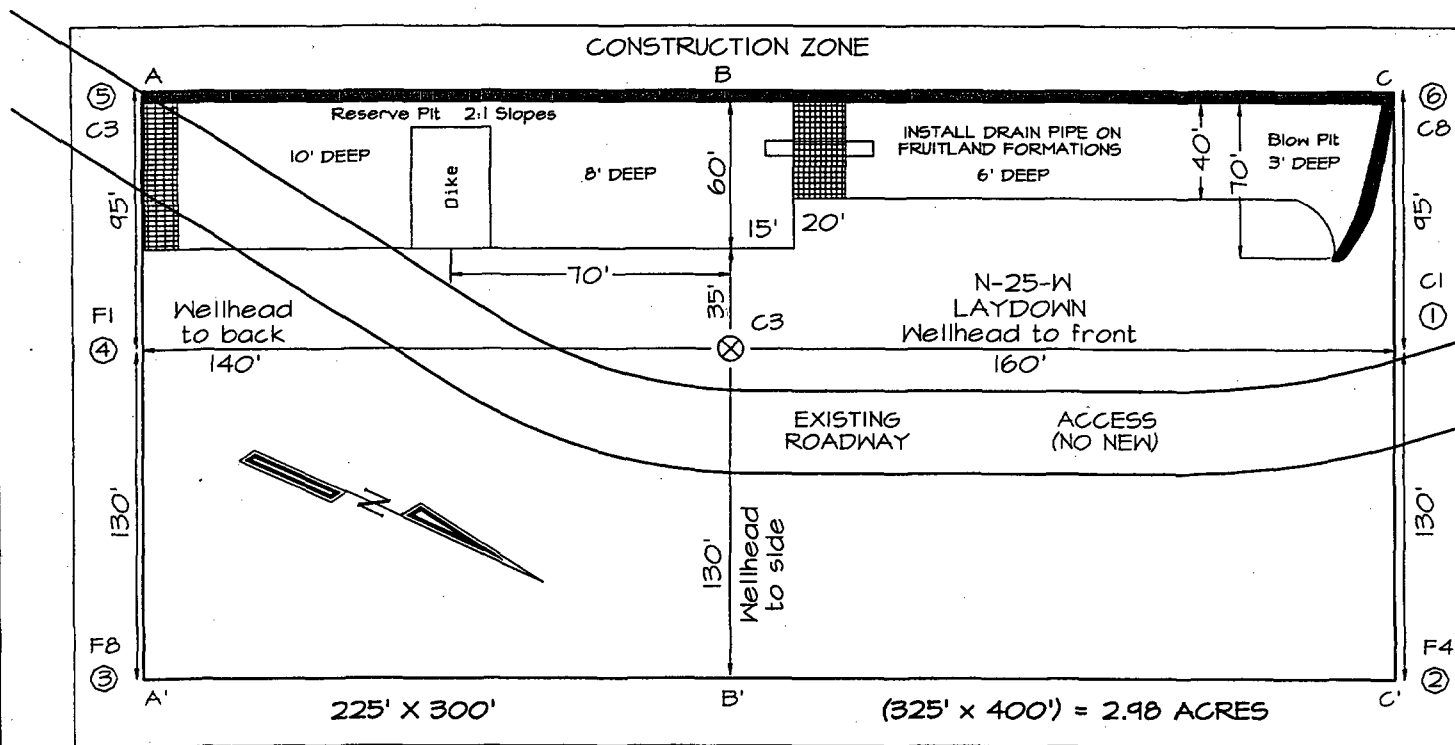 CONSTRUCTION ZONE
A
B
C
⑤
⑥
C3
C8
Reserve Pit 2:1 Slopes
10' DEEP
Dike
8' DEEP
60'
INSTALL DRAIN PIPE ON
FRUITLAND FORMATIONS
6' DEEP
40'
70'
Blow Pit
3' DEEP
95'
95'
15'
20'
70'
35'
N-25-W
LAYDOWN
Wellhead to front
160'
C1
①
F1
④
Wellhead
to back
140'
C3
EXISTING
ROADWAY
ACCESS
(NO NEW)
N
130'
130'
Wellhead
to side
130'
F8
③
F4
②
A'
B'
C'
225' X 300'
(325' x 400') = 2.98 ACRES